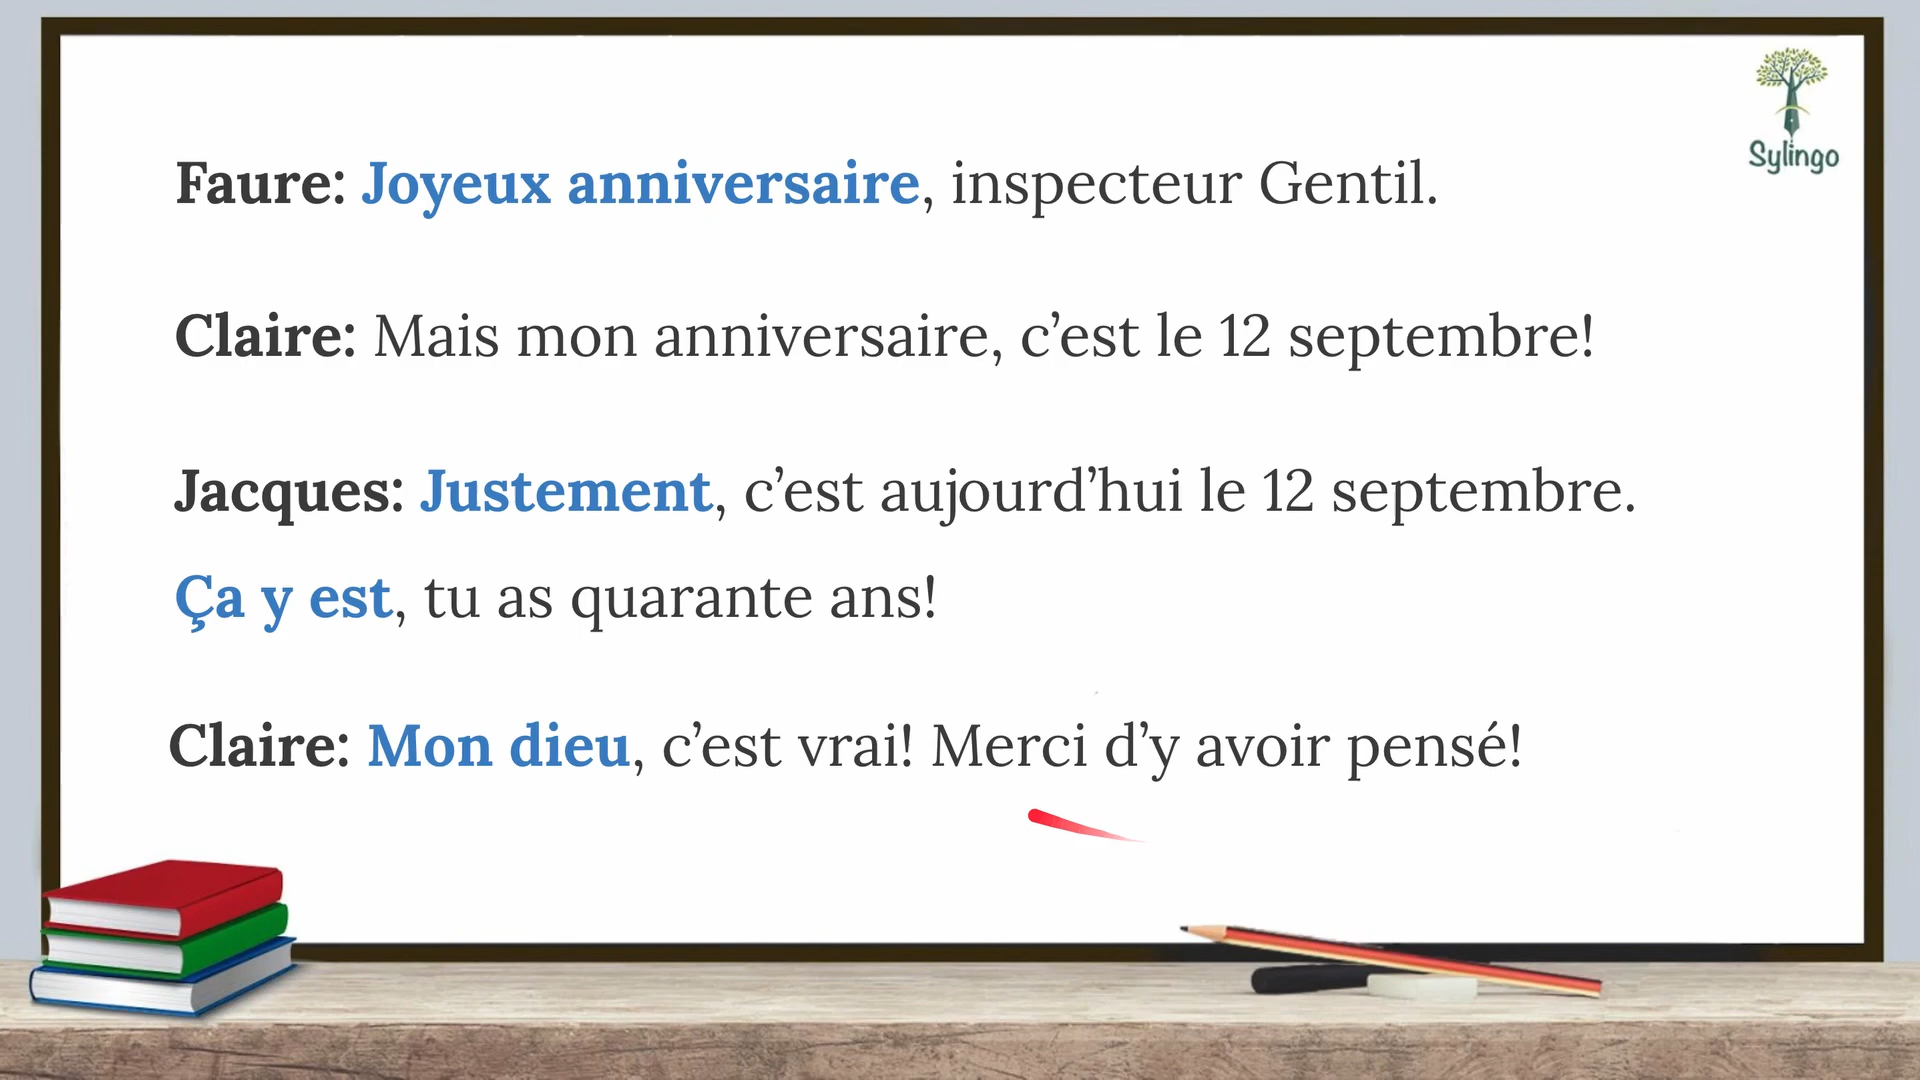 Sylingo
Faure: Joyeux anniversaire, inspecteur Gentil.
Claire: Mais mon anniversaire, c’est le 12 septembre!
Jacques: Justement, c’est aujourd’hui le 12 septembre.
Ça y est, tu as quarante ans!
Claire: Mon dieu, c’est vrai! Merci d’y avoir pensé!